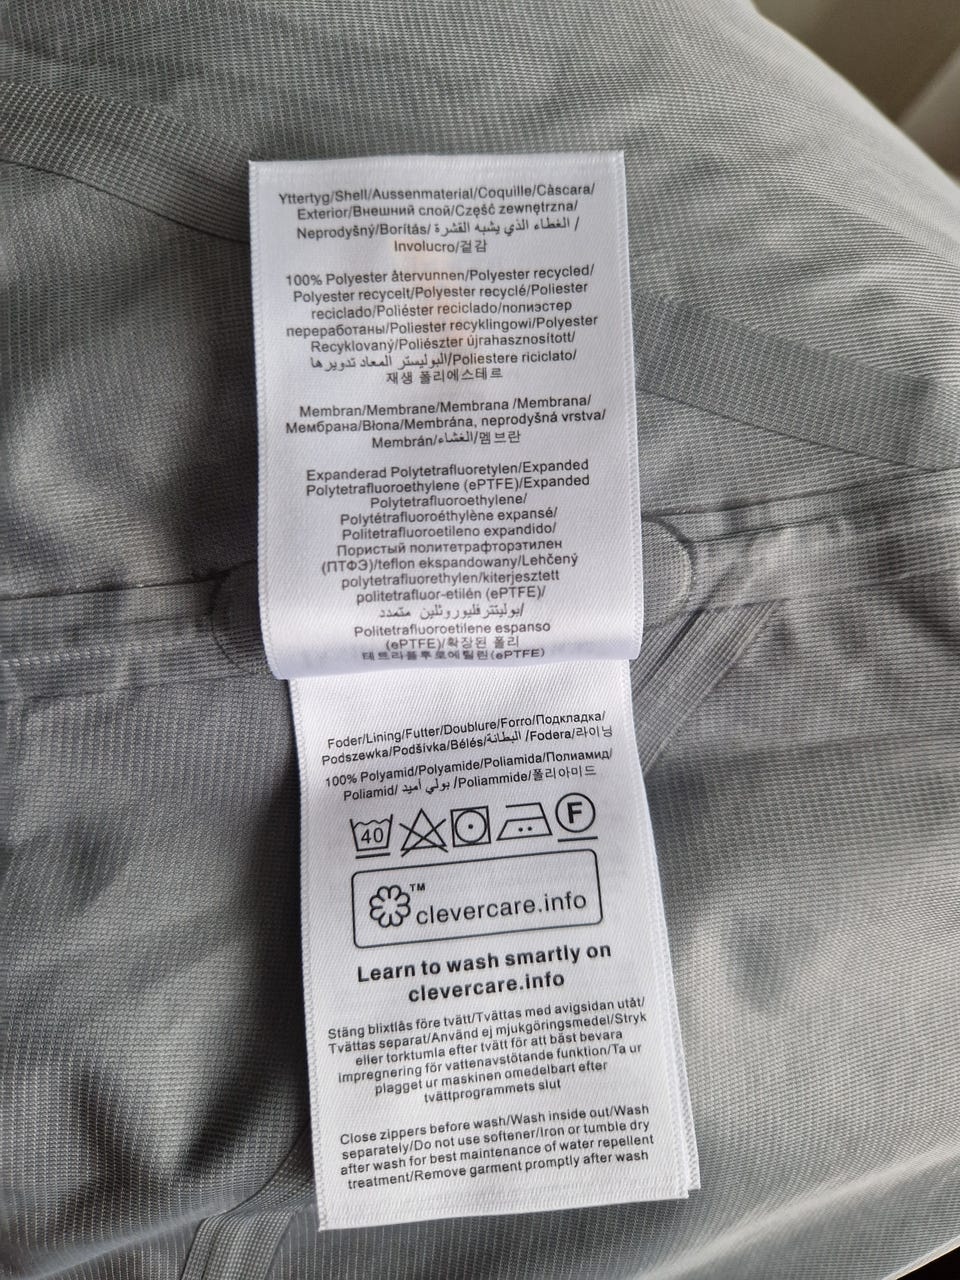 Yttertyg/Shell/Aussenmaterial/Coquille/Càscara/
Exterior/Внешний слой/Część zewnętrzna/
Neprodyšný/Borítás/ الغطاء الذي يشبه القشرة /
Involucro/겉감
100% Polyester återvunnen/Polyester recycled/
Polyester recycelt/Polyester recyclé/Poliester
reciclado/Poliéster reciclado/полиэстер
переработаны/Poliester recyklingowi/Polyester
Recyklovaný/Poliészter újrahasznosított/
البوليستر المعاد تدويرها/Poliestere riciclato/
재생 폴리에스테르
Membran/Membrane/Membrana /Membrana/
Мембрана/Błona/Membrána, neprodyšná vrstva/
Membrán/الغشاء/멤브란
Expanderad Polytetrafluoretylen/Expanded
Polytetrafluoroethylene (ePTFE)/Expanded
Polytetrafluoroethylene/
Polytétrafluoroéthylène expansé/
Politetrafluoroetileno expandido/
Пористый политетрафторэтилен
(ПТФЭ)/teflon ekspandowany/Lehčený
polytetrafluorethylen/kiterjesztett
politetrafluor-etilén (ePTFE)/
بوليتترفليوروثلين متمدد/
Politetrafluoroetilene espanso
(ePTFE)/확장된 폴리
테트라플루로에틸린(ePTFE)
Foder/Lining/Futter/Doublure/Forro/Подкладка/
Podszewka/Podšívka/Bélés/البطانة /Fodera/라이닝
100% Polyamid/Polyamide/Poliamida/Полиамид/
Poliamid/ بولي أميد /Poliammide/폴리아미드
40 F
™
clevercare.info
Learn to wash smartly on
clevercare.info
Stäng blixtlås före tvätt/Tvättas med avigsidan utåt/
Tvättas separat/Använd ej mjukgöringsmedel/Stryk
eller torktumla efter tvätt för att bäst bevara
impregnering för vattenavstötande funktion/Ta ur
plagget ur maskinen omedelbart efter
tvättprogrammets slut
Close zippers before wash/Wash inside out/Wash
separately/Do not use softener/Iron or tumble dry
after wash for best maintenance of water repellent
treatment/Remove garment promptly after wash